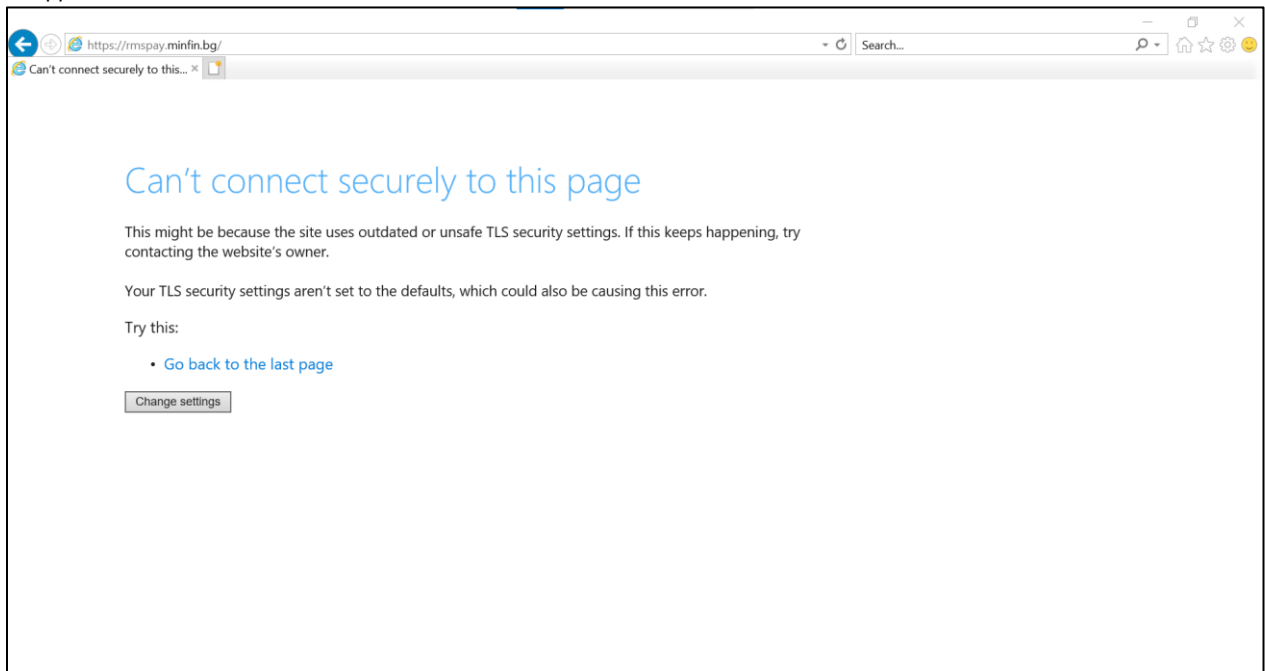 https://rmspay.minfin.bg/
Search...
Can't connect securely to this...
Can't connect securely to this page
This might be because the site uses outdated or unsafe TLS security settings. If this keeps happening, try
contacting the website's owner.
Your TLS security settings aren't set to the defaults, which could also be causing this error.
Try this:
• Go back to the last page
Change settings